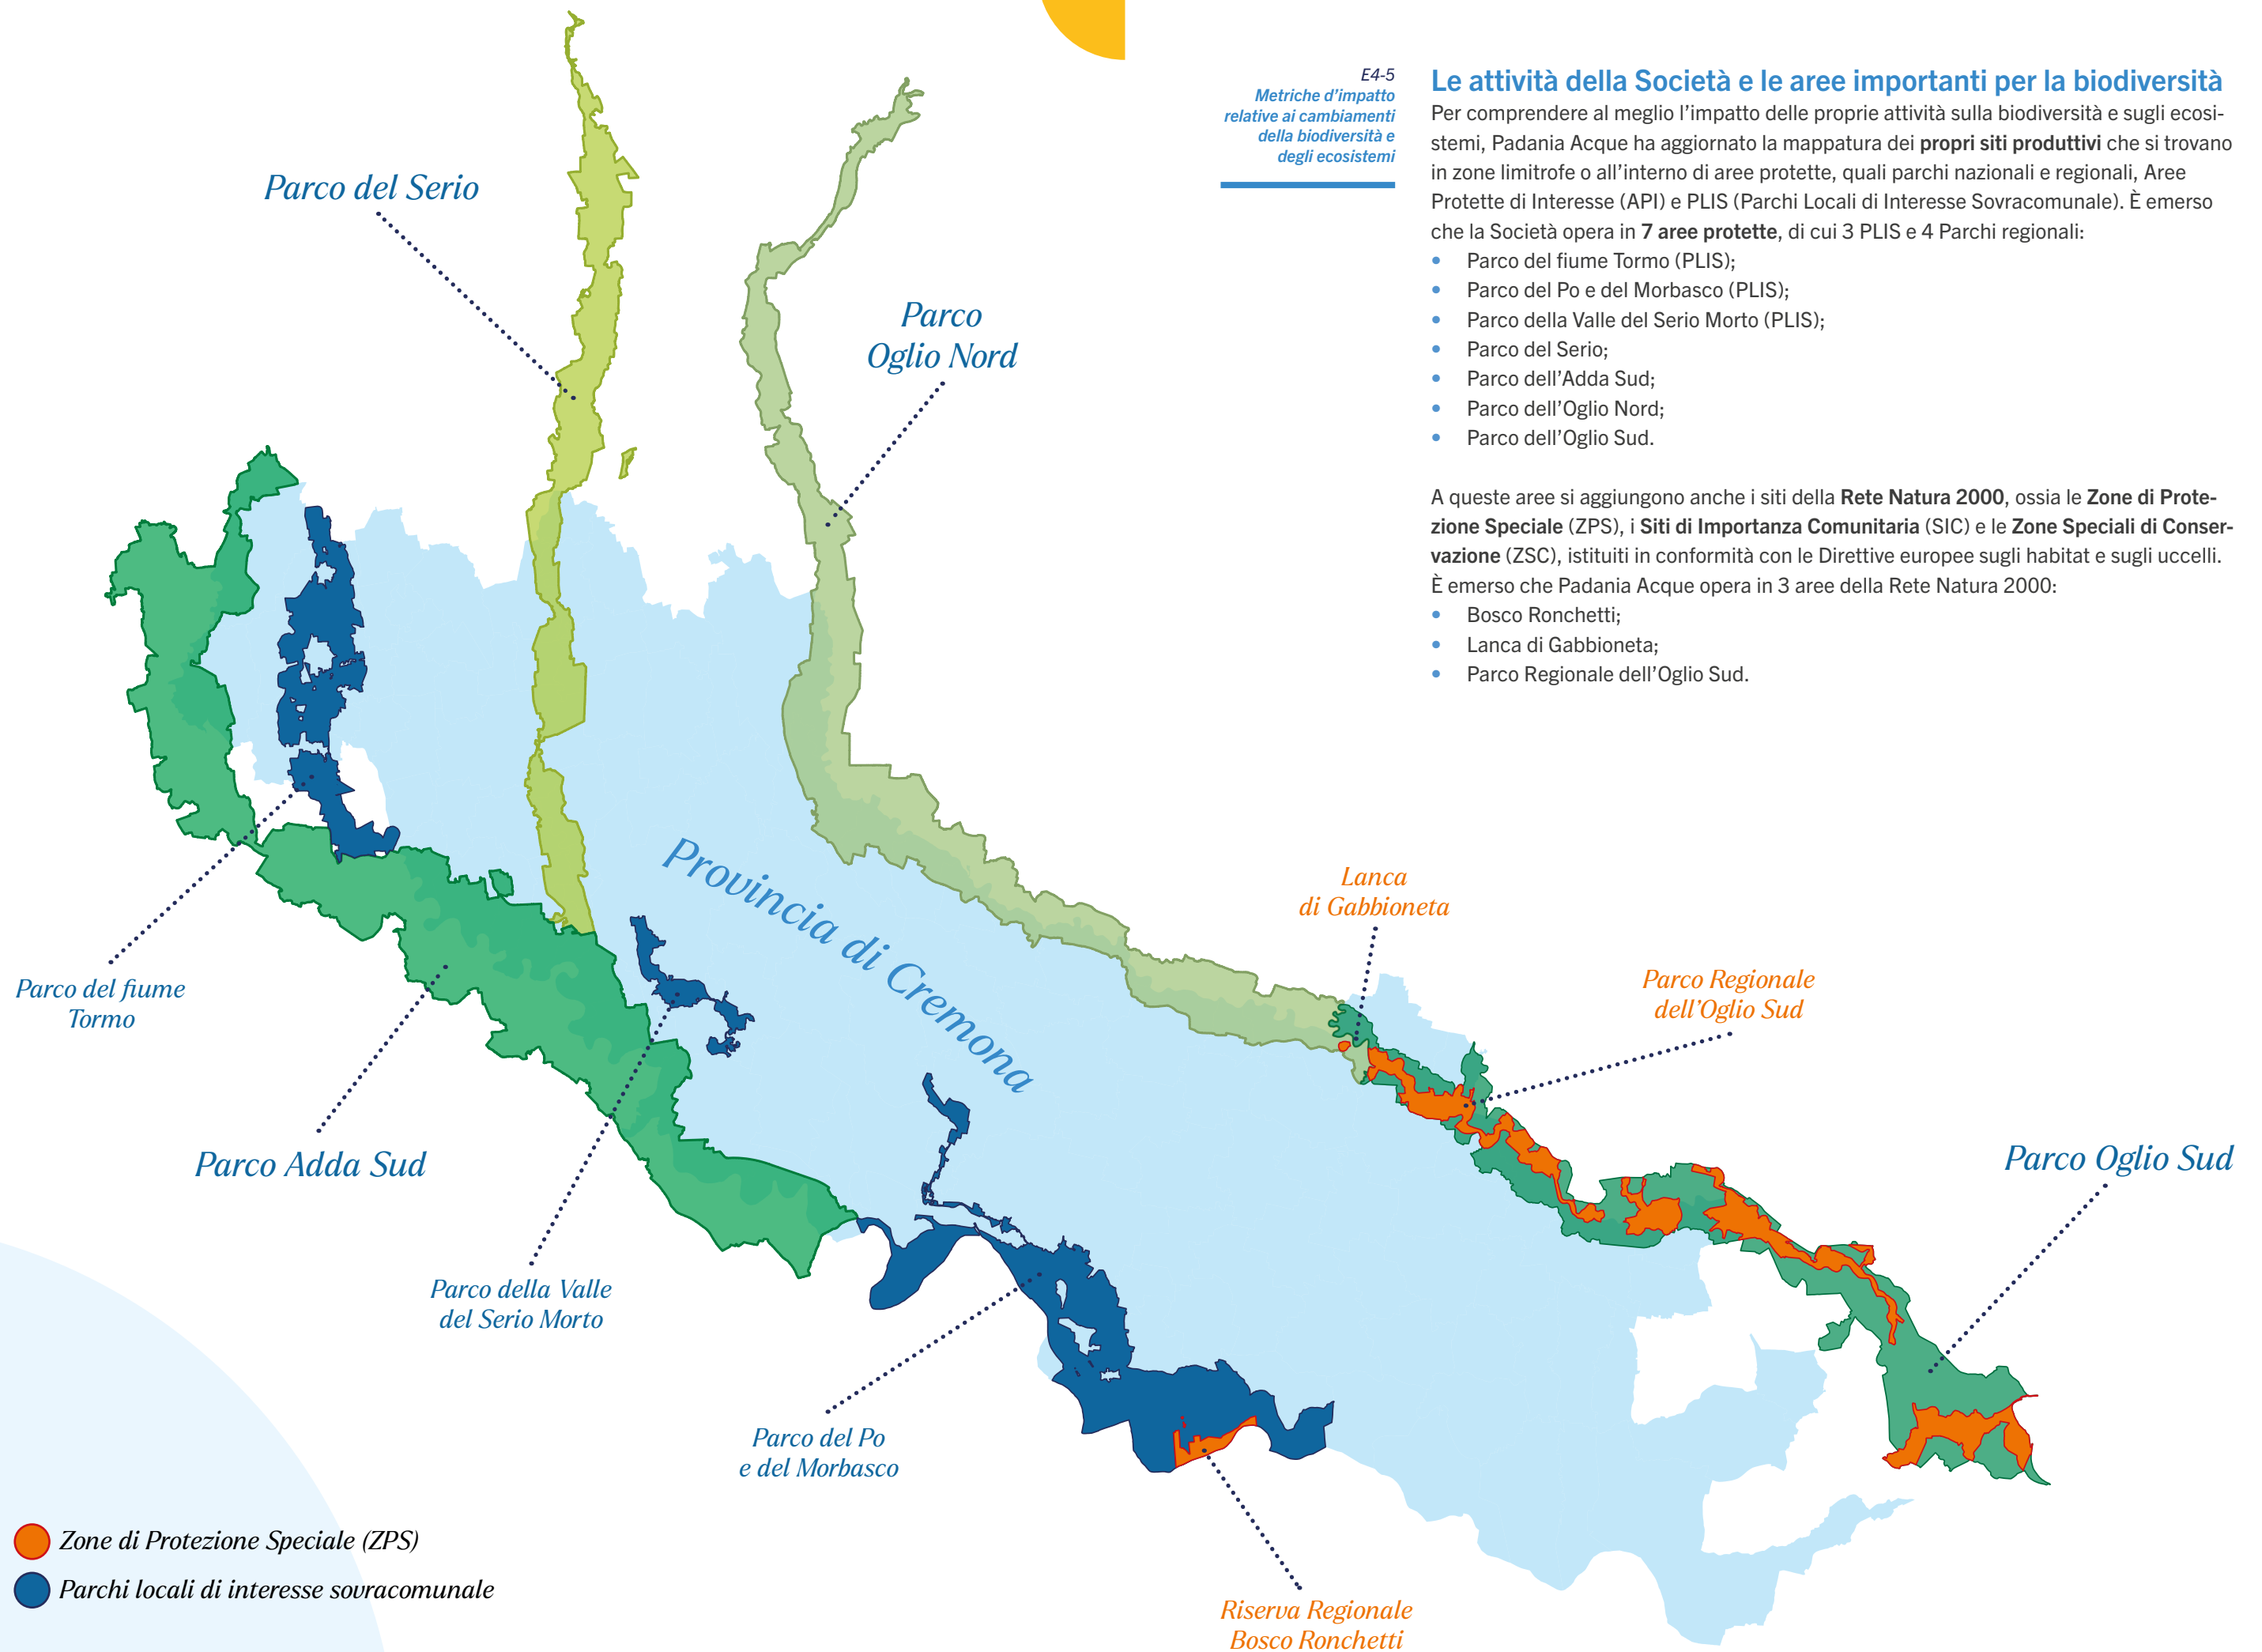 E4-5
Metriche d'impatto
relative ai cambiamenti
della biodiversità e
degli ecosistemi
Le attività della Società e le aree importanti per la biodiversità
Per comprendere al meglio l'impatto delle proprie attività sulla biodiversità e sugli ecosi-
stemi, Padania Acque ha aggiornato la mappatura dei propri siti produttivi che si trovano
in zone limitrofe o all'interno di aree protette, quali parchi nazionali e regionali, Aree
Protette di Interesse (API) e PLIS (Parchi Locali di Interesse Sovracomunale). È emerso
che la Società opera in 7 aree protette, di cui 3 PLIS e 4 Parchi regionali:
• Parco del fiume Tormo (PLIS);
• Parco del Po e del Morbasco (PLIS);
• Parco della Valle del Serio Morto (PLIS);
• Parco del Serio;
• Parco dell'Adda Sud;
• Parco dell'Oglio Nord;
• Parco dell'Oglio Sud.
A queste aree si aggiungono anche i siti della Rete Natura 2000, ossia le Zone di Prote-
zione Speciale (ZPS), i Siti di Importanza Comunitaria (SIC) e le Zone Speciali di Conser-
vazione (ZSC), istituiti in conformità con le Direttive europee sugli habitat e sugli uccelli.
È emerso che Padania Acque opera in 3 aree della Rete Natura 2000:
• Bosco Ronchetti;
• Lanca di Gabbioneta;
• Parco Regionale dell'Oglio Sud.
Parco del Serio
Parco
Oglio Nord
Provincia di Cremona
Lanca
di Gabbioneta
Parco Regionale
dell'Oglio Sud
Parco del fiume
Tormo
Parco Adda Sud
Parco Oglio Sud
Parco della Valle
del Serio Morto
Parco del Po
e del Morbasco
Riserva Regionale
Bosco Ronchetti
Zone di Protezione Speciale (ZPS)
Parchi locali di interesse sovracomunale